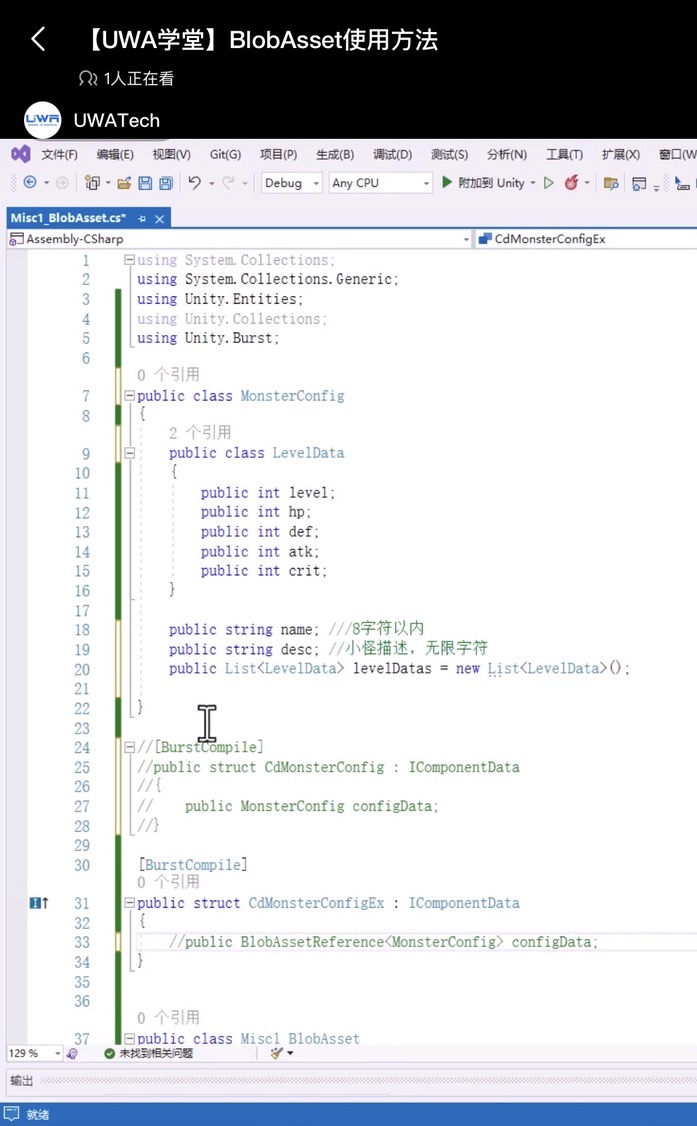 【UWA学堂】BlobAsset使用方法
1人正在看
UWA
UWATech
文件(F) 编辑(E) 视图(V) Git(G) 项目(P) 生成(B) 调试(D) 测试(S) 分析(N) 工具(T) 扩展(X) 窗口(W
Debug Any CPU 附加到 Unity
Misc1_BlobAsset.cs*
Assembly-CSharp CdMonsterConfigEx
1 using System.Collections;
2 using System.Collections.Generic;
3 using Unity.Entities;
4 using Unity.Collections;
5 using Unity.Burst;
6
0 个引用
7 public class MonsterConfig
8 {
2 个引用
9 public class LevelData
10 {
11 public int level;
12 public int hp;
13 public int def;
14 public int atk;
15 public int crit;
16 }
17
18 public string name; ///8字符以内
19 public string desc; //小怪描述，无限字符
20 public List<LevelData> levelDatas = new List<LevelData>();
21
22 }
23
24 //[BurstCompile]
25 //public struct CdMonsterConfig : IComponentData
26 //{
27 // public MonsterConfig configData;
28 //}
29
30 [BurstCompile]
0 个引用
31 public struct CdMonsterConfigEx : IComponentData
32 {
33 //public BlobAssetReference<MonsterConfig> configData;
34 }
35
36
0 个引用
37 public class Misc1_BlobAsset
129 % 未找到相关问题
输出
就绪